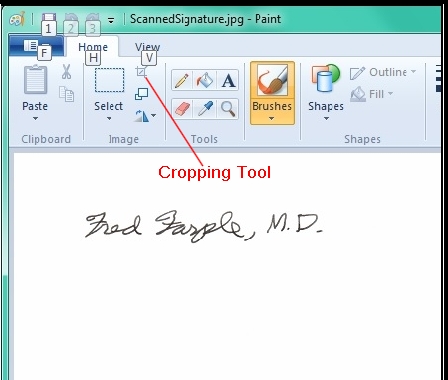 ScannedSignature.jpg - Paint
1 2 3
F
Home View
H V
Paste Select Brushes Shapes Outline
Fill
A
Clipboard Image Tools Shapes
Cropping Tool
Fred Farple, M.D.